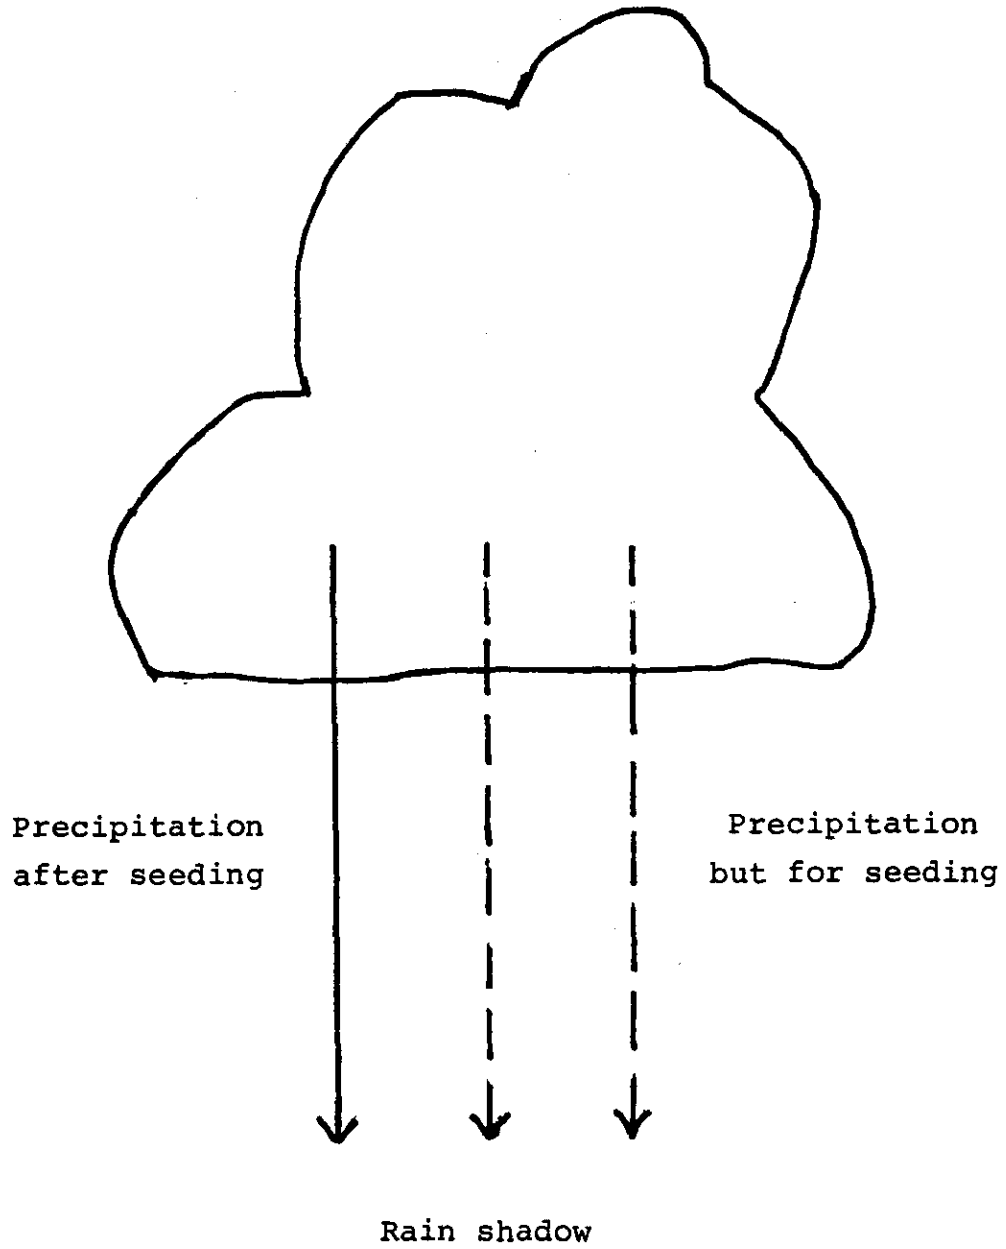 Precipitation
after seeding
Precipitation
but for seeding
Rain shadow